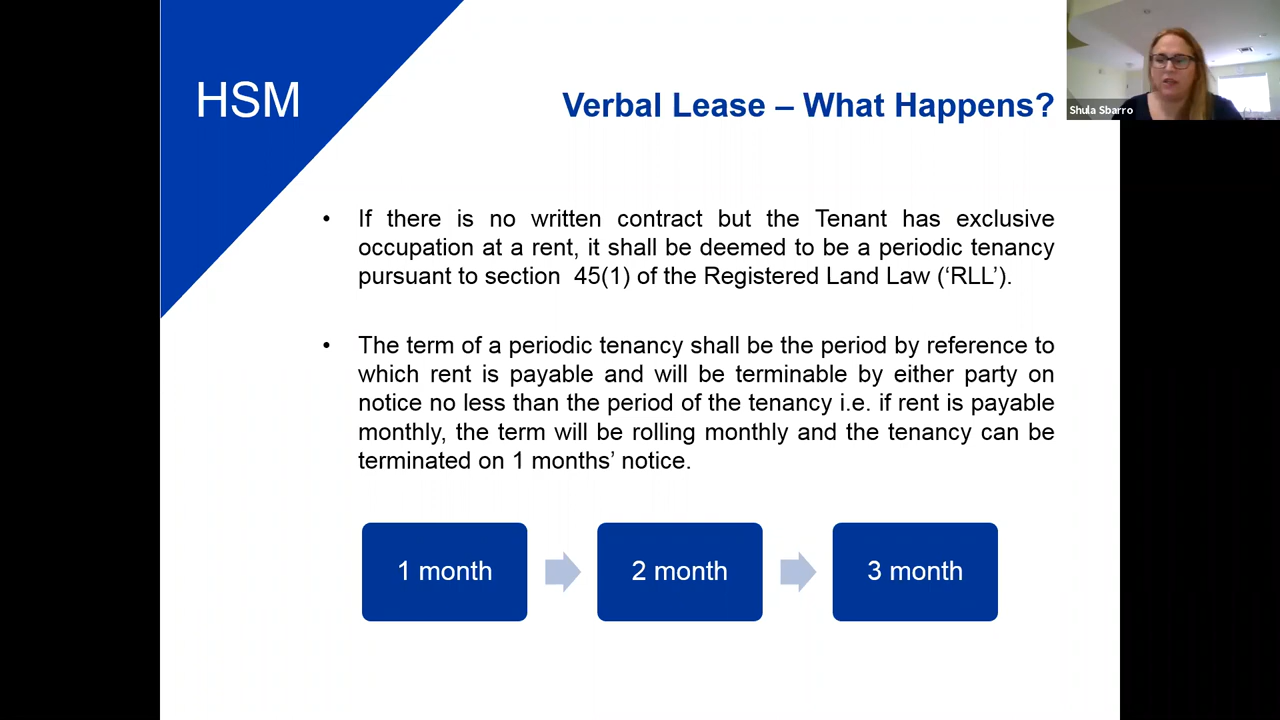 HSM
Verbal Lease – What Happens?
Shula Sbarro
• If there is no written contract but the Tenant has exclusive
occupation at a rent, it shall be deemed to be a periodic tenancy
pursuant to section 45(1) of the Registered Land Law (‘RLL’).
• The term of a periodic tenancy shall be the period by reference to
which rent is payable and will be terminable by either party on
notice no less than the period of the tenancy i.e. if rent is payable
monthly, the term will be rolling monthly and the tenancy can be
terminated on 1 months’ notice.
1 month
2 month
3 month